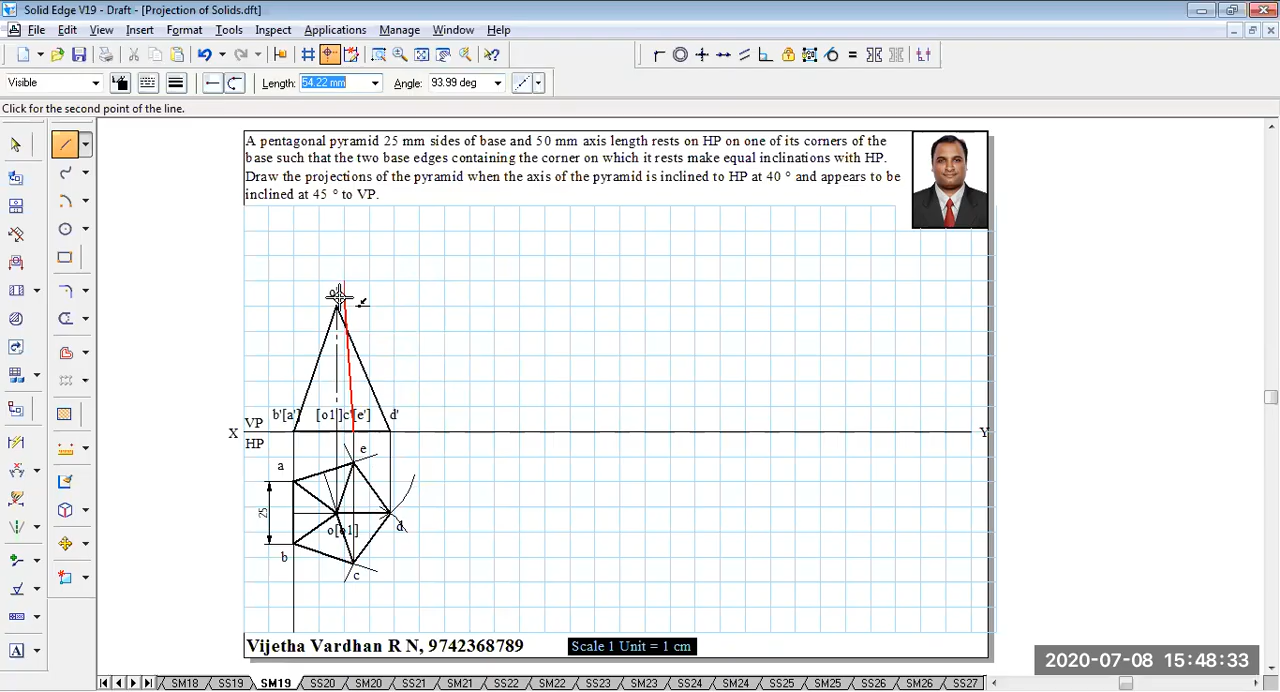 Solid Edge V19 - Draft - [Projection of Solids.dft]
File Edit View Insert Format Tools Inspect Applications Manage Window Help
Visible Length: 54.22 mm Angle: 93.99 deg
Click for the second point of the line.
A pentagonal pyramid 25 mm sides of base and 50 mm axis length rests on HP on one of its corners of the
base such that the two base edges containing the corner on which it rests make equal inclinations with HP.
Draw the projections of the pyramid when the axis of the pyramid is inclined to HP at 40 ° and appears to be
inclined at 45 ° to VP.
b'[a'] [o1']c'[e'] d'
VP
X Y
HP
e
a
25
d
o[o1]
b
c
Vijetha Vardhan R N, 9742368789 Scale 1 Unit = 1 cm
2020-07-08 15:48:33
SM18 SS19 SM19 SS20 SM20 SS21 SM21 SS22 SM22 SS23 SM23 SS24 SM24 SS25 SM25 SS26 SM26 SS27